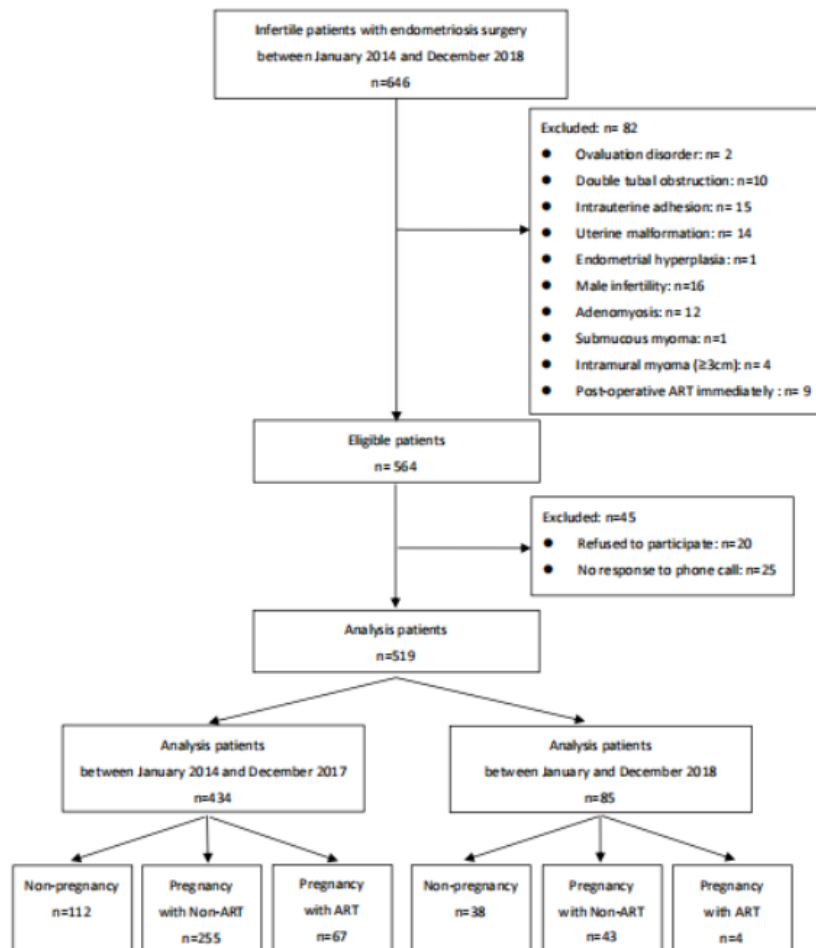 Infertile patients with endometriosis surgery
between January 2014 and December 2018
n=646
Excluded: n= 82
● Ovaluation disorder: n= 2
● Double tubal obstruction: n=10
● Intrauterine adhesion: n= 15
● Uterine malformation: n= 14
● Endometrial hyperplasia: n=1
● Male infertility: n=16
● Adenomyosis: n= 12
● Submucous myoma: n=1
● Intramural myoma (≥3cm): n= 4
● Post-operative ART immediately : n= 9
Eligible patients
n= 564
Excluded: n=45
● Refused to participate: n=20
● No response to phone call: n=25
Analysis patients
n=519
Analysis patients
between January 2014 and December 2017
n=434
Analysis patients
between January and December 2018
n=85
Non-pregnancy
n=112
Pregnancy
with Non-ART
n=255
Pregnancy
with ART
n=67
Non-pregnancy
n=38
Pregnancy
with Non-ART
n=43
Pregnancy
with ART
n=4